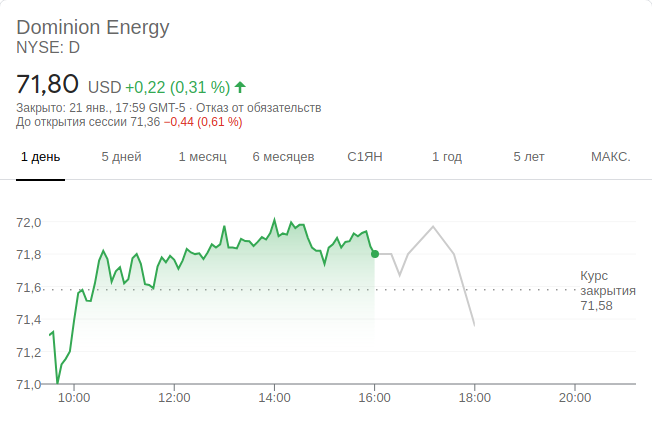 Dominion Energy
NYSE: D
71,80 USD +0,22 (0,31 %)
Закрыто: 21 янв., 17:59 GMT-5 · Отказ от обязательств
До открытия сессии 71,36 −0,44 (0,61 %)
1 день 5 дней 1 месяц 6 месяцев С1ЯН 1 год 5 лет МАКС.
72,0
71,8
71,6
71,4
71,2
71,0
Курс
закрытия
71,58
10:00 12:00 14:00 16:00 18:00 20:00